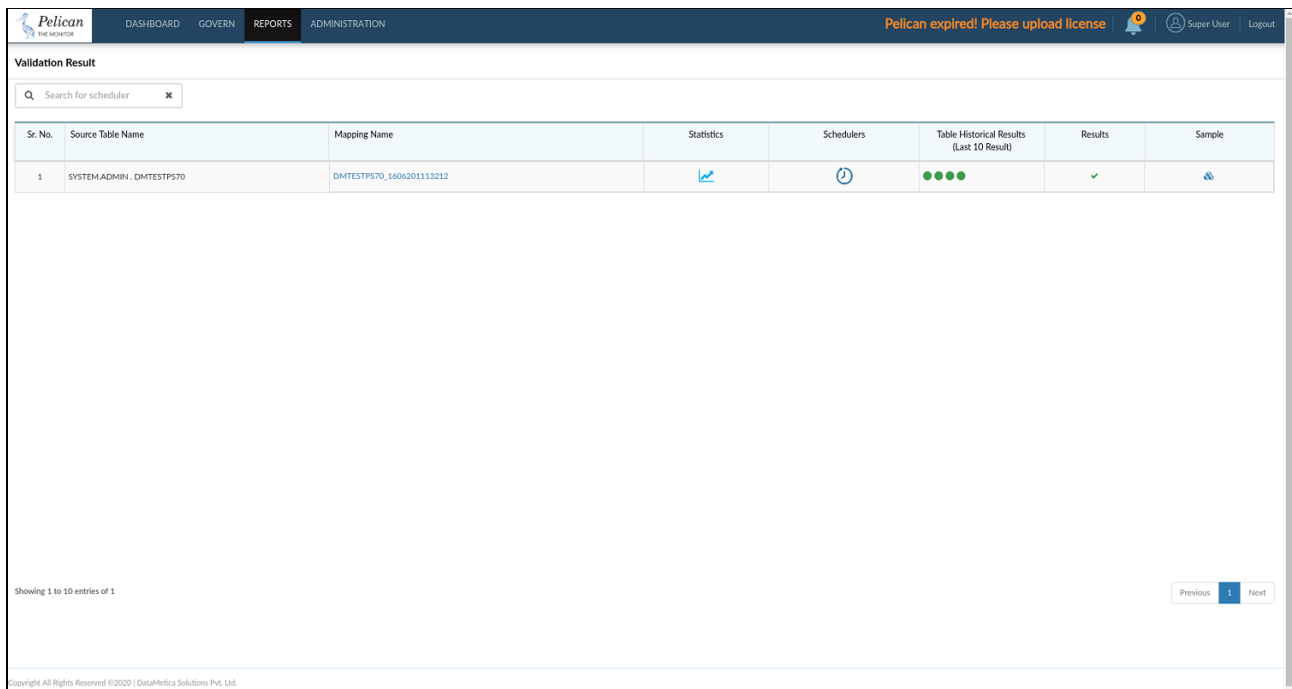 Pelican
THE MONITOR
DASHBOARD GOVERN REPORTS ADMINISTRATION
Pelican expired! Please upload license 0 Super User Logout
Validation Result
Search for scheduler
Sr. No. Source Table Name Mapping Name Statistics Schedulers Table Historical Results (Last 10 Result) Results Sample
1 SYSTEM.ADMIN . DMTESTPS70 DMTESTPS70_1606201113212
Showing 1 to 10 entries of 1
Previous 1 Next
Copyright All Rights Reserved ©2020 | DataMetica Solutions Pvt. Ltd.